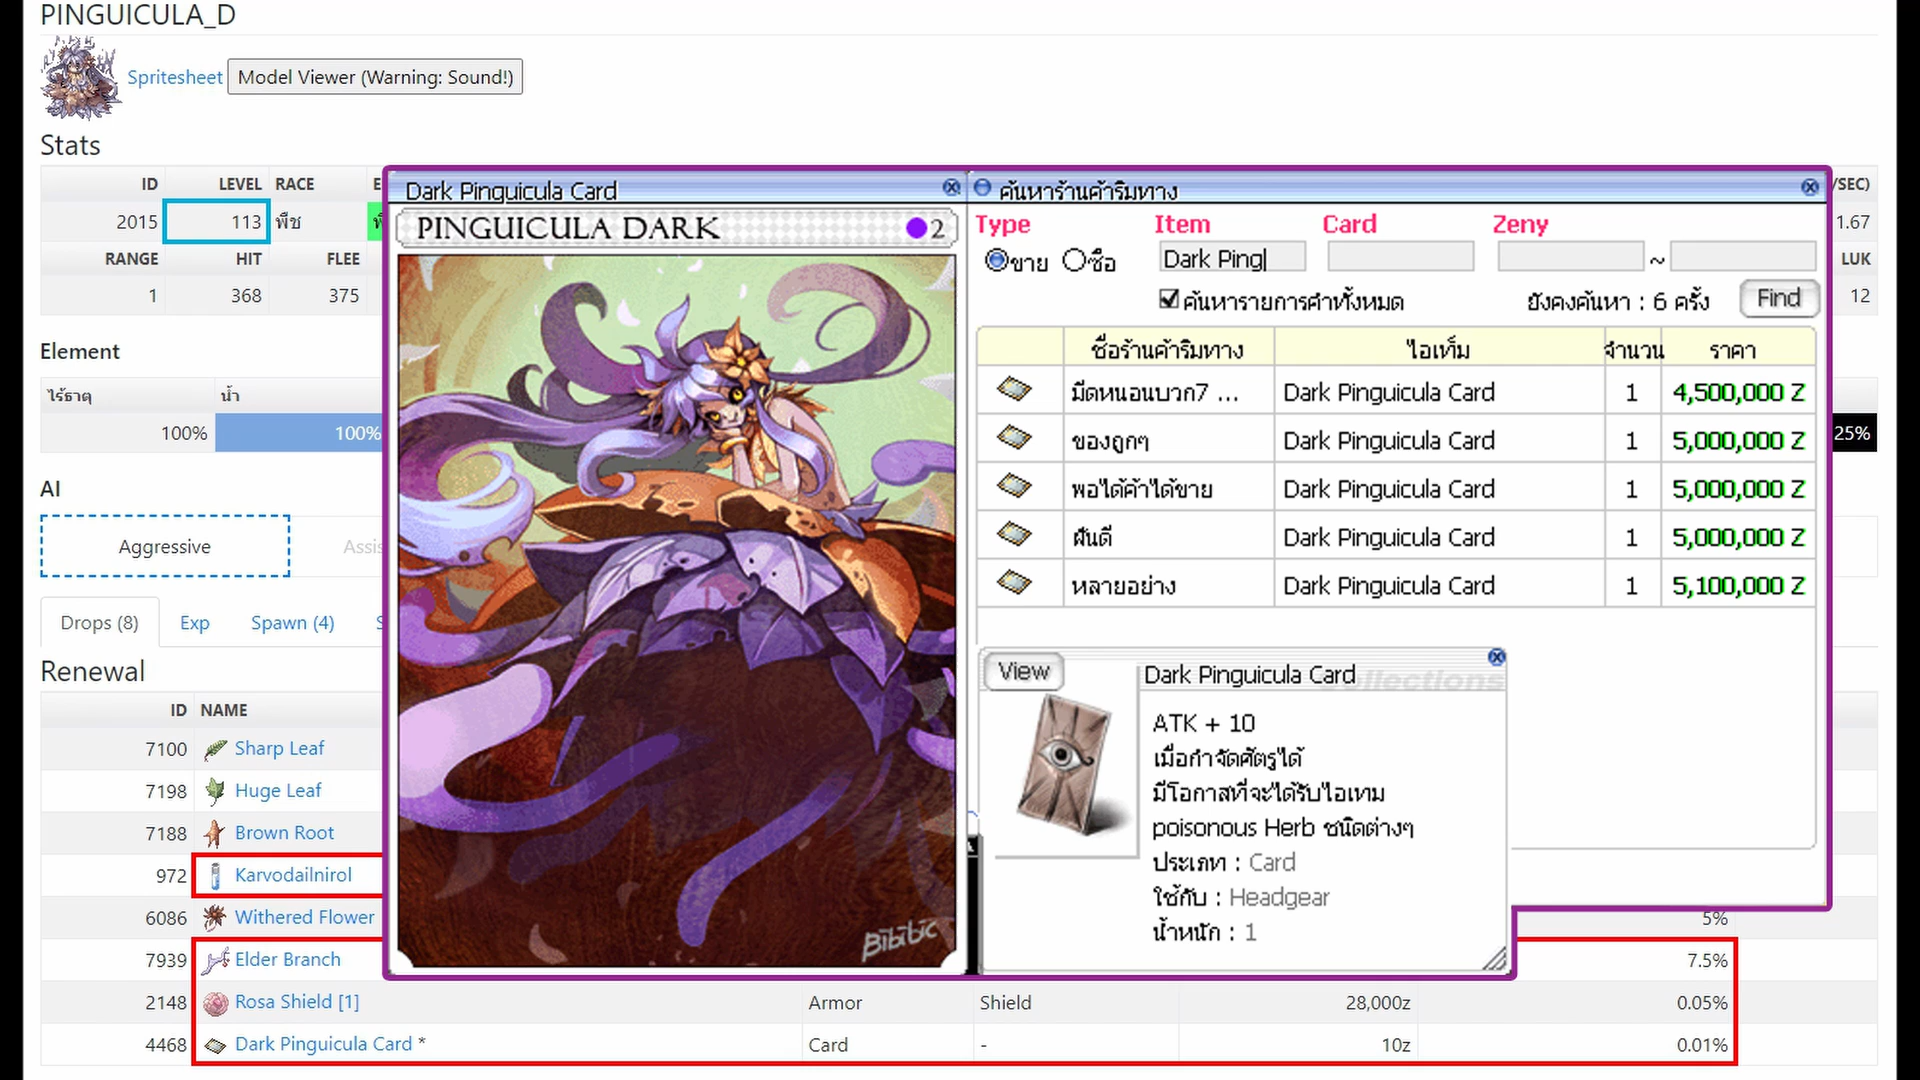 PINGUICULA_D
Spritesheet Model Viewer (Warning: Sound!)
Stats
ID LEVEL RACE
2015 113 พืช
RANGE HIT FLEE
1 368 375
/SEC)
1.67
LUK
12
Element
ไร้ธาตุ น้ำ
100% 100%
25%
AI
Aggressive
Drops (8) Exp Spawn (4)
Renewal
ID NAME
7100 Sharp Leaf
7198 Huge Leaf
7188 Brown Root
972 Karvodailnirol
6086 Withered Flower 5%
7939 Elder Branch 7.5%
2148 Rosa Shield [1] Armor Shield 28,000z 0.05%
4468 Dark Pinguicula Card * Card - 10z 0.01%
Dark Pinguicula Card
PINGUICULA DARK 2
Bibibic
ค้นหาร้านค้าริมทาง
Type Item Card Zeny
ขาย ซื้อ Dark Ping ~
ค้นหารายการคำทั้งหมด ยังคงค้นหา : 6 ครั้ง Find
ชื่อร้านค้าริมทาง ไอเท็ม จำนวน ราคา
มีดหนอนบวก7 ... Dark Pinguicula Card 1 4,500,000 Z
ของถูกๆ Dark Pinguicula Card 1 5,000,000 Z
พอได้ค้าได้ขาย Dark Pinguicula Card 1 5,000,000 Z
ฝันดี Dark Pinguicula Card 1 5,000,000 Z
หลายอย่าง Dark Pinguicula Card 1 5,100,000 Z
View Dark Pinguicula Card
Collections
ATK + 10
เมื่อกำจัดศัตรูได้
มีโอกาสที่จะได้รับไอเทม
poisonous Herb ชนิดต่างๆ
ประเภท : Card
ใช้กับ : Headgear
น้ำหนัก : 1